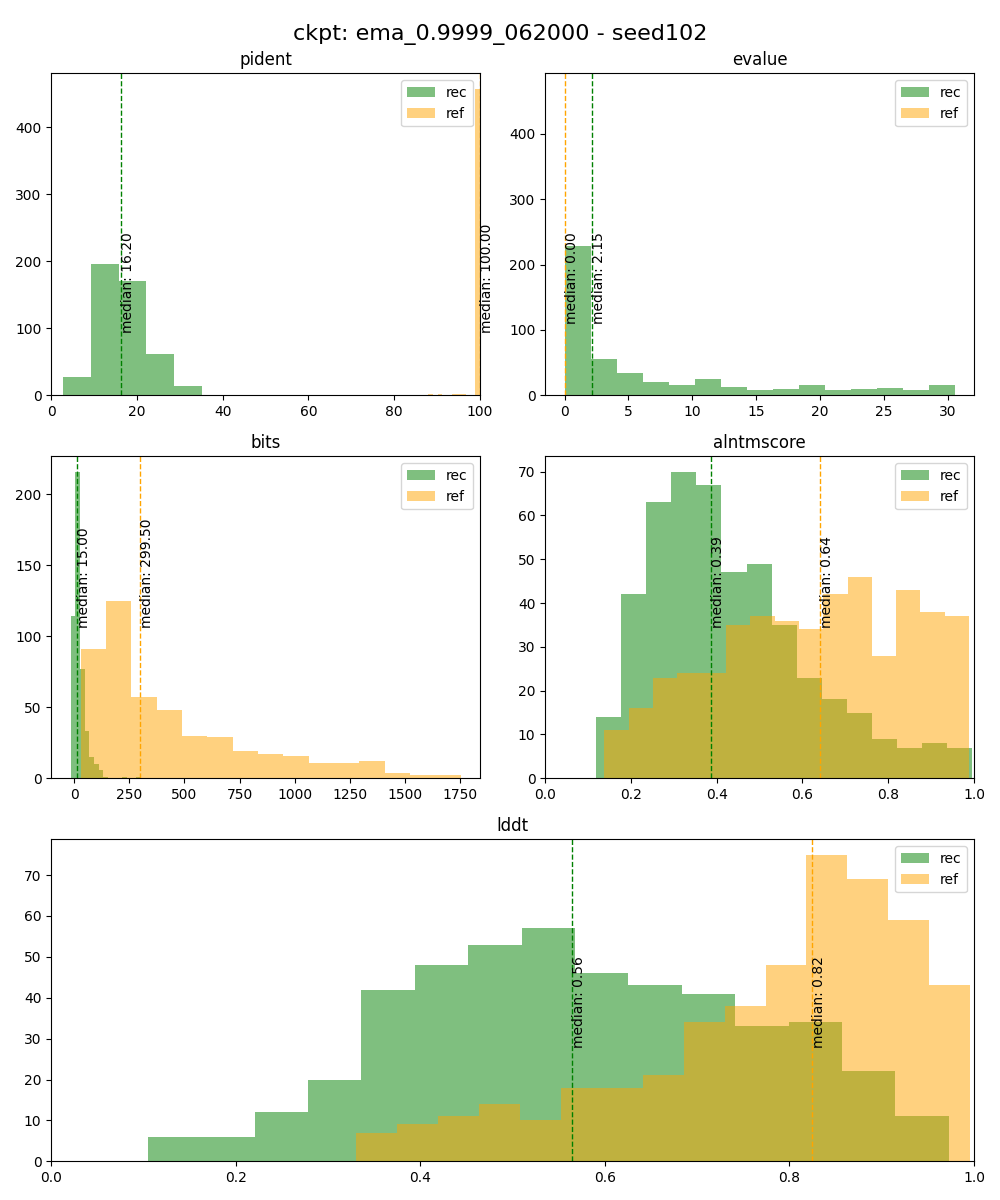 ckpt: ema_0.9999_062000 - seed102
pident
rec
ref
median: 16.20
median: 100.00
400
300
200
100
0
0 20 40 60 80 100
evalue
rec
ref
median: 0.00
median: 2.15
400
300
200
100
0
0 5 10 15 20 25 30
bits
rec
ref
median: 15.00
median: 299.50
200
150
100
50
0
0 250 500 750 1000 1250 1500 1750
alntmscore
rec
ref
median: 0.39
median: 0.64
70
60
50
40
30
20
10
0
0.0 0.2 0.4 0.6 0.8 1.0
lddt
rec
ref
median: 0.56
median: 0.82
70
60
50
40
30
20
10
0
0.0 0.2 0.4 0.6 0.8 1.0